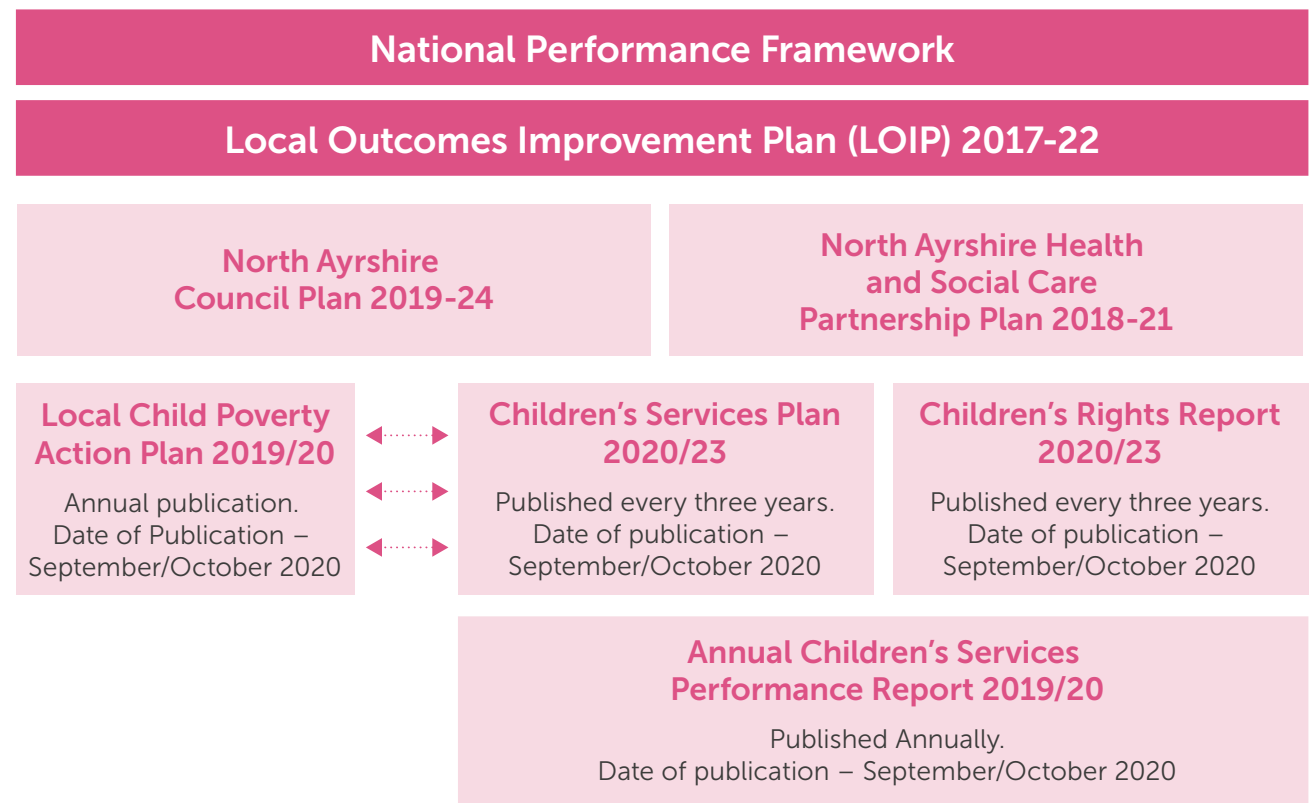 National Performance Framework
Local Outcomes Improvement Plan (LOIP) 2017-22
North Ayrshire
Council Plan 2019-24
North Ayrshire Health
and Social Care
Partnership Plan 2018-21
Local Child Poverty
Action Plan 2019/20
Annual publication.
Date of Publication –
September/October 2020
Children’s Services Plan
2020/23
Published every three years.
Date of publication –
September/October 2020
Children’s Rights Report
2020/23
Published every three years.
Date of publication –
September/October 2020
Annual Children’s Services
Performance Report 2019/20
Published Annually.
Date of publication – September/October 2020